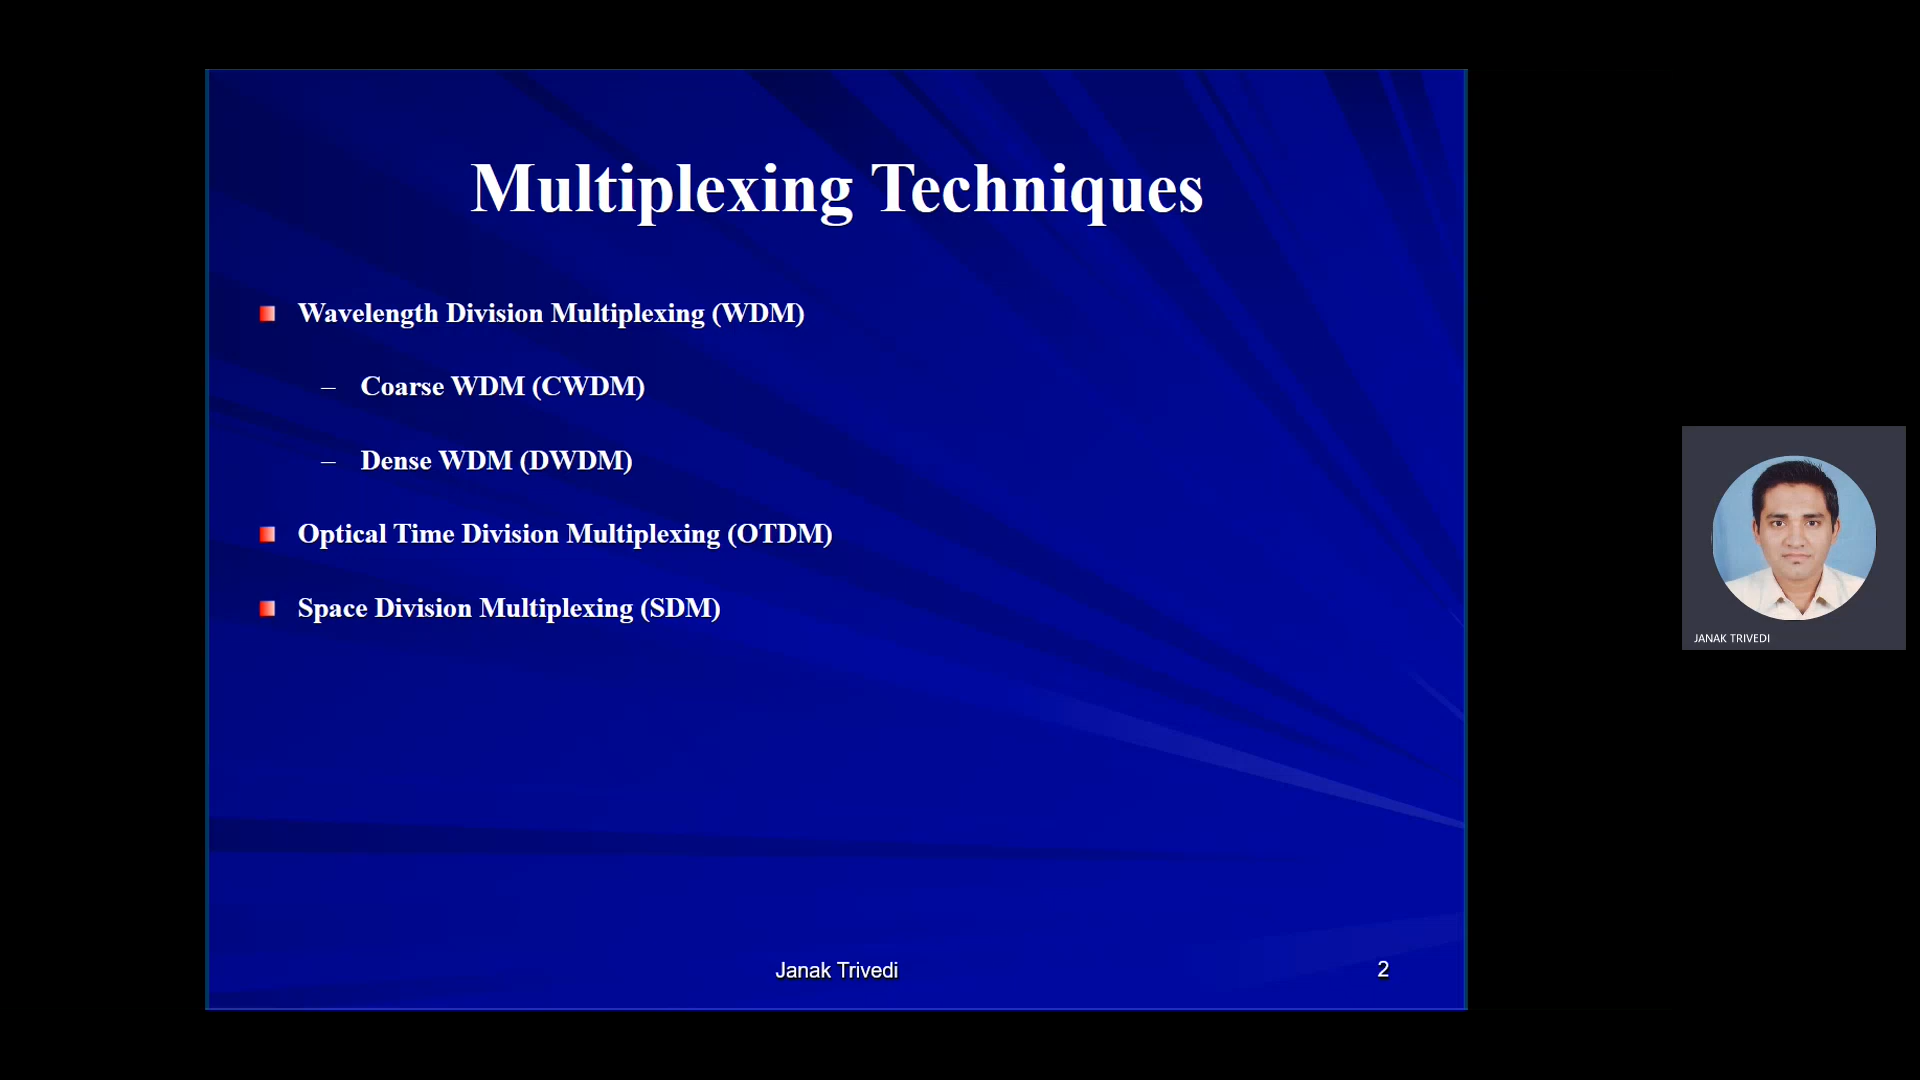 Multiplexing Techniques
Wavelength Division Multiplexing (WDM)
– Coarse WDM (CWDM)
– Dense WDM (DWDM)
Optical Time Division Multiplexing (OTDM)
Space Division Multiplexing (SDM)
Janak Trivedi
2
JANAK TRIVEDI